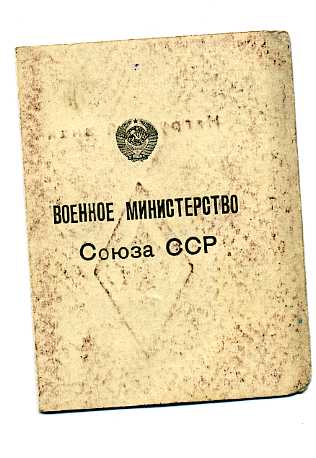 ВОЕННОЕ МИНИСТЕРСТВО
Союза ССР